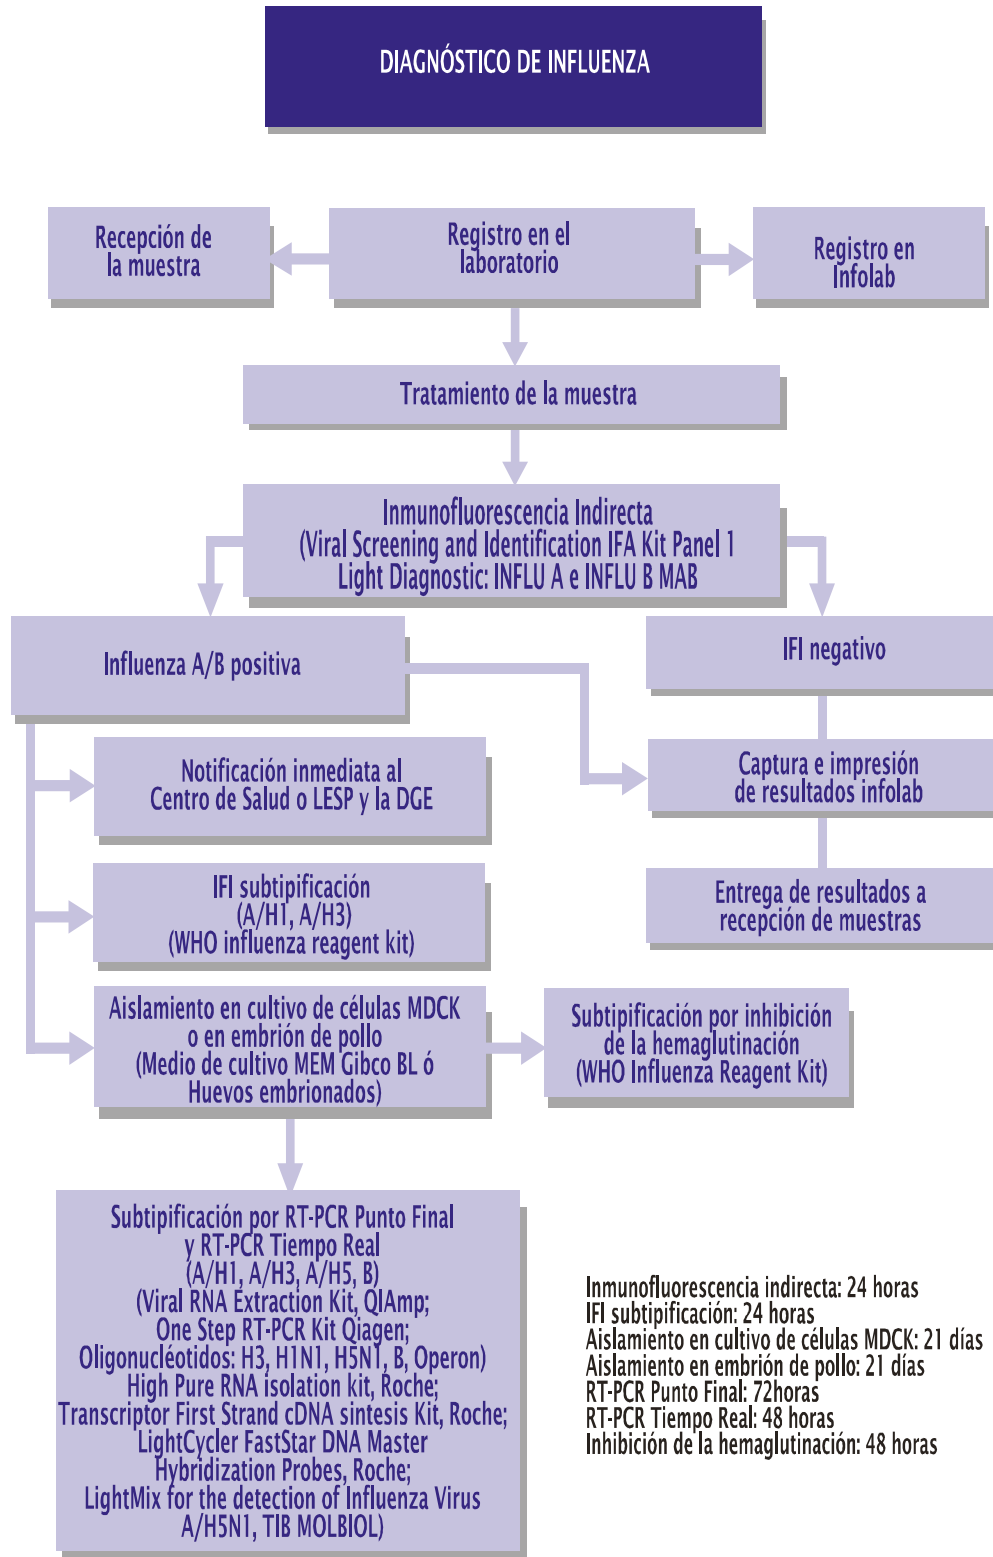 DIAGNÓSTICO DE INFLUENZA
Recepción de
la muestra
Registro en el
laboratorio
Registro en
Infolab
Tratamiento de la muestra
Inmunofluorescencia Indirecta
(Viral Screening and Identification IFA Kit Panel 1
Light Diagnostic: INFLU A e INFLU B MAB
Influenza A/B positiva
IFI negativo
Notificación inmediata al
Centro de Salud o LESP y la DGE
Captura e impresión
de resultados infolab
IFI subtipificación
(A/H1, A/H3)
(WHO influenza reagent kit)
Entrega de resultados a
recepción de muestras
Aislamiento en cultivo de células MDCK
o en embrión de pollo
(Medio de cultivo MEM Gibco BL ó
Huevos embrionados)
Subtipificación por inhibición
de la hemaglutinación
(WHO Influenza Reagent Kit)
Subtipificación por RT-PCR Punto Final
y RT-PCR Tiempo Real
(A/H1, A/H3, A/H5, B)
(Viral RNA Extraction Kit, QlAmp;
One Step RT-PCR Kit Qiagen;
Oligonucléotidos: H3, H1N1, H5N1, B, Operon)
High Pure RNA isolation kit, Roche;
Transcriptor First Strand cDNA sintesis Kit, Roche;
LightCycler FastStar DNA Master
Hybridization Probes, Roche;
LightMix for the detection of Influenza Virus
A/H5N1, TIB MOLBIOL)
Inmunofluorescencia indirecta: 24 horas
IFI subtipificación: 24 horas
Aislamiento en cultivo de células MDCK: 21 días
Aislamiento en embrión de pollo: 21 días
RT-PCR Punto Final: 72horas
RT-PCR Tiempo Real: 48 horas
Inhibición de la hemaglutinación: 48 horas